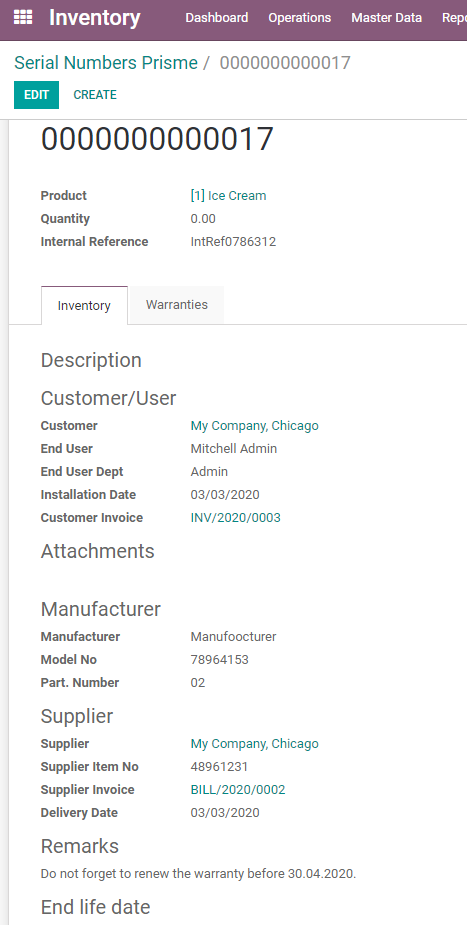 Inventory Dashboard Operations Master Data Repo
Serial Numbers Prisme / 0000000000017
EDIT CREATE
0000000000017
Product [1] Ice Cream
Quantity 0.00
Internal Reference IntRef0786312
Inventory Warranties
Description
Customer/User
Customer My Company, Chicago
End User Mitchell Admin
End User Dept Admin
Installation Date 03/03/2020
Customer Invoice INV/2020/0003
Attachments
Manufacturer
Manufacturer Manufoocturer
Model No 78964153
Part. Number 02
Supplier
Supplier My Company, Chicago
Supplier Item No 48961231
Supplier Invoice BILL/2020/0002
Delivery Date 03/03/2020
Remarks
Do not forget to renew the warranty before 30.04.2020.
End life date